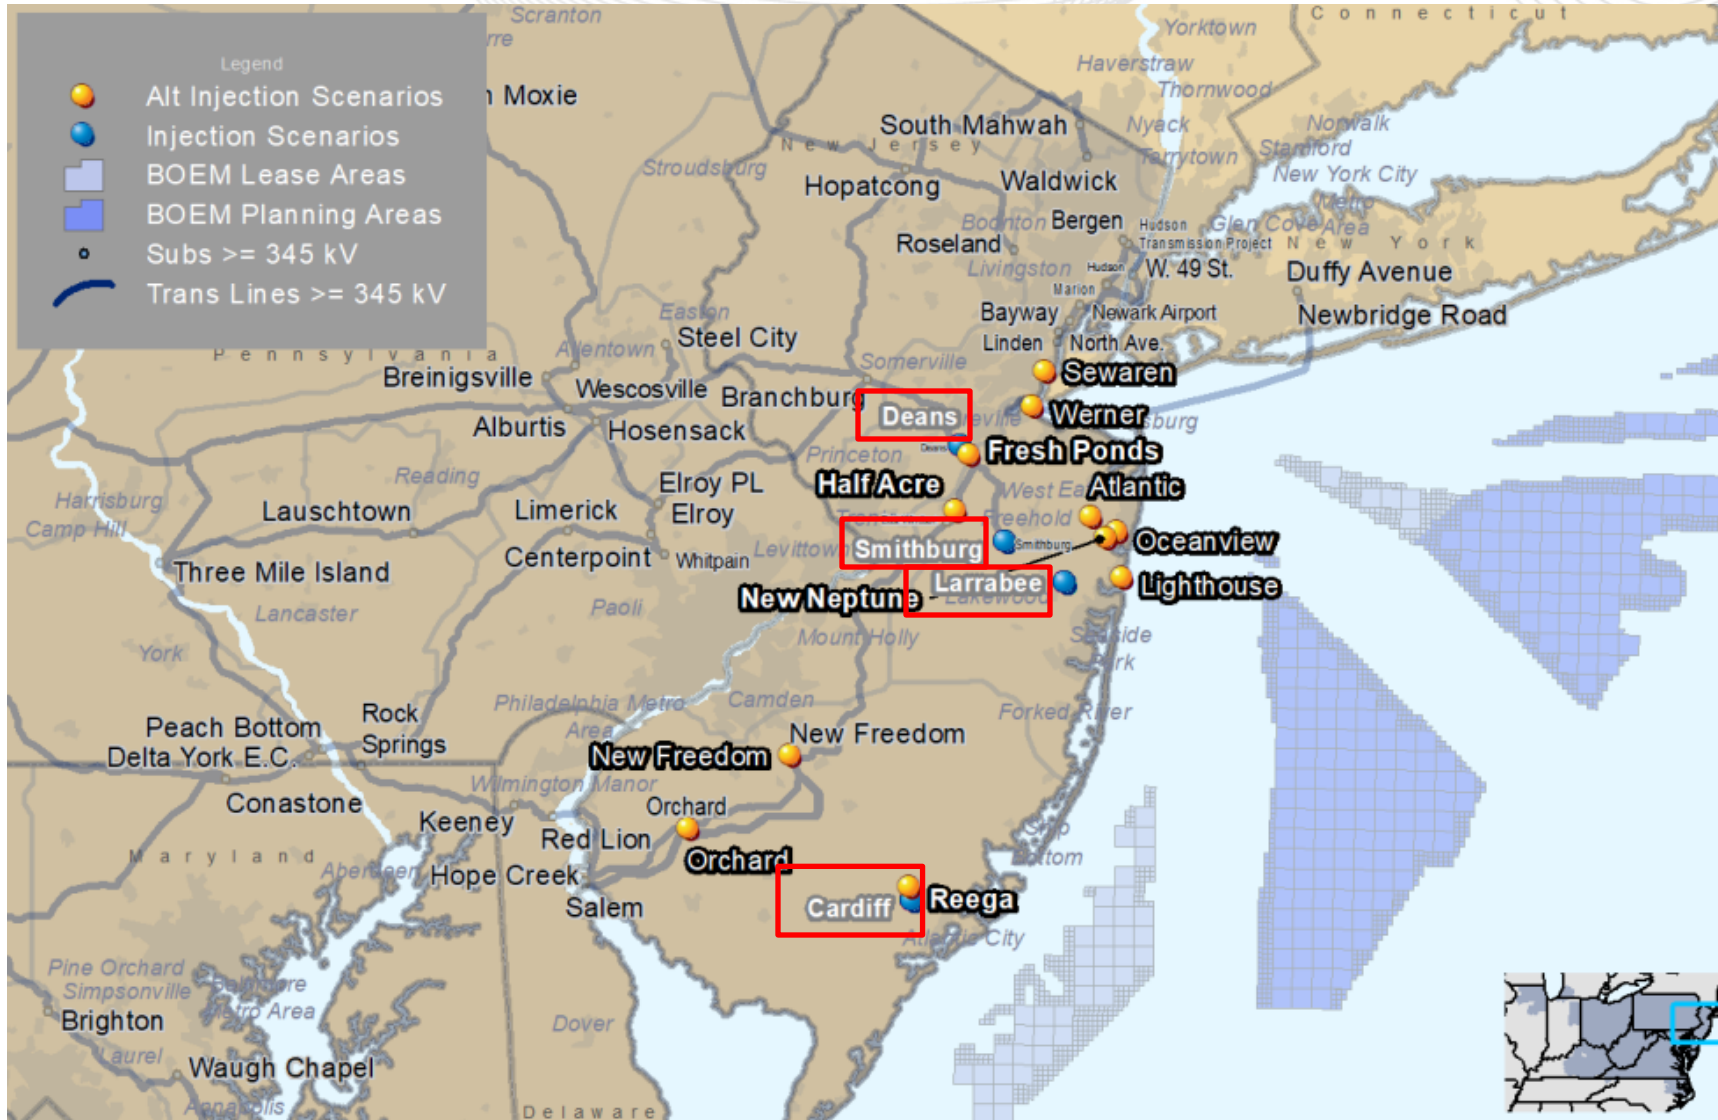 Legend
Alt Injection Scenarios
Injection Scenarios
BOEM Lease Areas
BOEM Planning Areas
Subs >= 345 kV
Trans Lines >= 345 kV
Scranton
Moxie
Connecticut
Yorktown
Haverstraw
Thornwood
South Mahwah
Nyack
Norwalk
New Jersey
Tarrytown
Stamford
Stroudsburg
Hopatcong
Waldwick
New York City
Metro
Area
Boonton
Bergen
Hudson
Transmission Project
Glen Cove
New York
Roseland
Livingston
Hudson
W. 49 St.
Duffy Avenue
Marion
Easton
Bayway
Newark Airport
Newbridge Road
Steel City
Linden
North Ave.
Pennsylvania
Allentown
Somerville
Breinigsville
Wescosville
Branchburg
Sewaren
Alburtis
Hosensack
Deans
Werner
Princeton
Deans
Fresh Ponds
Reading
Elroy PL
Half Acre
Atlantic
Harrisburg
Lauschtown
Limerick
Elroy
Freehold
Camp Hill
Centerpoint
Whitpain
Levittown
Smithburg
Smithburg
Oceanview
Three Mile Island
Larrabee
Lighthouse
Lancaster
Paoli
New Neptune
Lakewood
Mount Holly
Seaside
Park
York
Philadelphia Metro
Area
Camden
Forked River
Peach Bottom
Rock
Springs
New Freedom
Delta York E.C.
New Freedom
Wilmington Manor
Conastone
Keeney
Orchard
Red Lion
Orchard
Maryland
Aberdeen
Hope Creek
Bottom
Salem
Cardiff
Reega
Atlantic City
Pine Orchard
Simpsonville
Baltimore
Metro Area
Brighton
Dover
Laurel
Waugh Chapel
Annapolis
Delaware